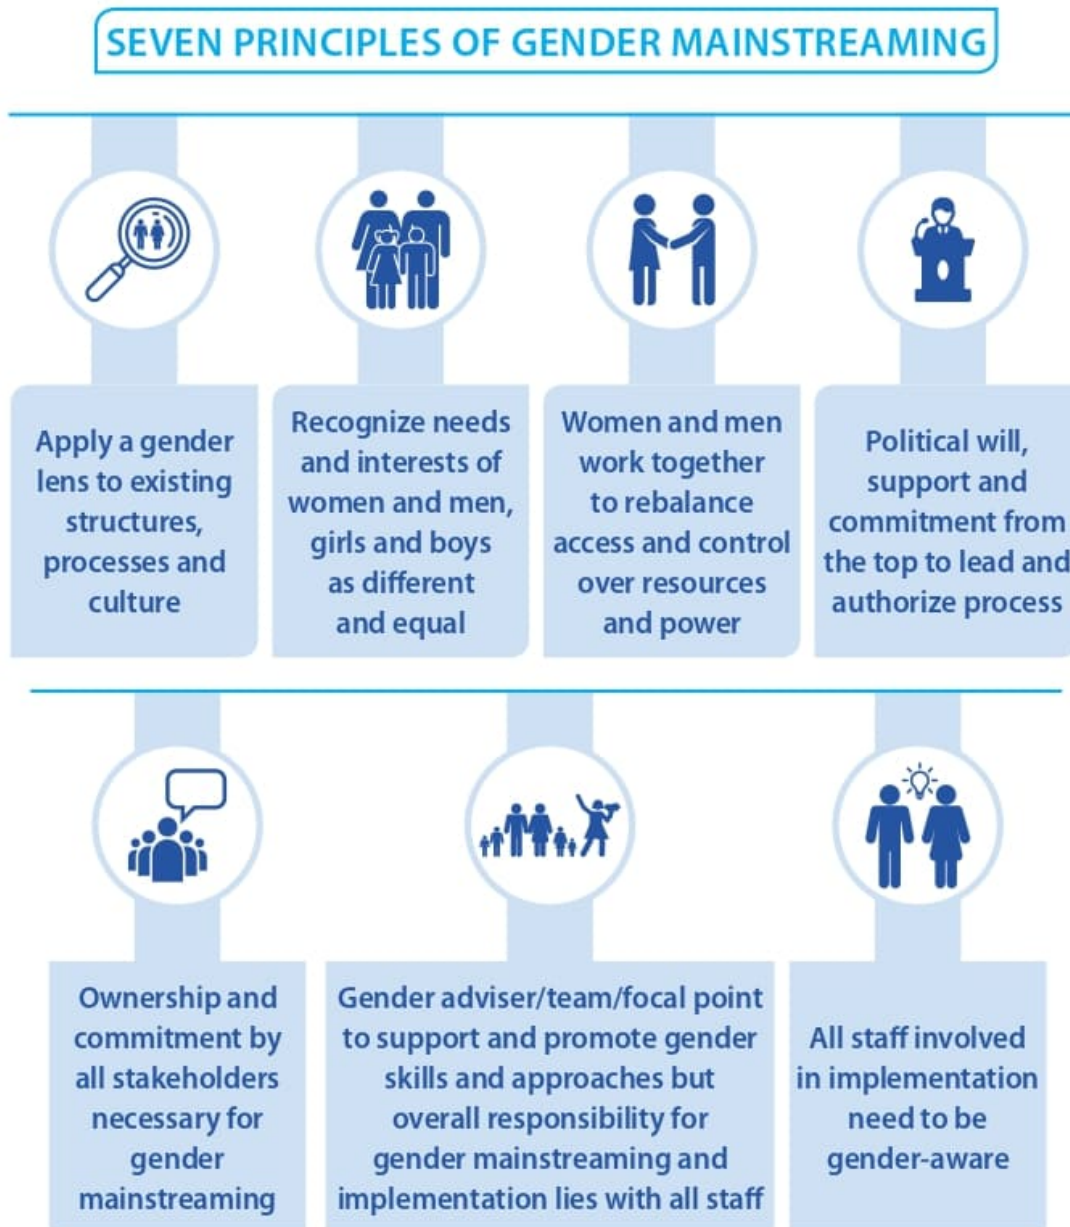 SEVEN PRINCIPLES OF GENDER MAINSTREAMING
Apply a gender
lens to existing
structures,
processes and
culture
Recognize needs
and interests of
women and men,
girls and boys
as different
and equal
Women and men
work together
to rebalance
access and control
over resources
and power
Political will,
support and
commitment from
the top to lead and
authorize process
Ownership and
commitment by
all stakeholders
necessary for
gender
mainstreaming
Gender adviser/team/focal point
to support and promote gender
skills and approaches but
overall responsibility for
gender mainstreaming and
implementation lies with all staff
All staff involved
in implementation
need to be
gender-aware